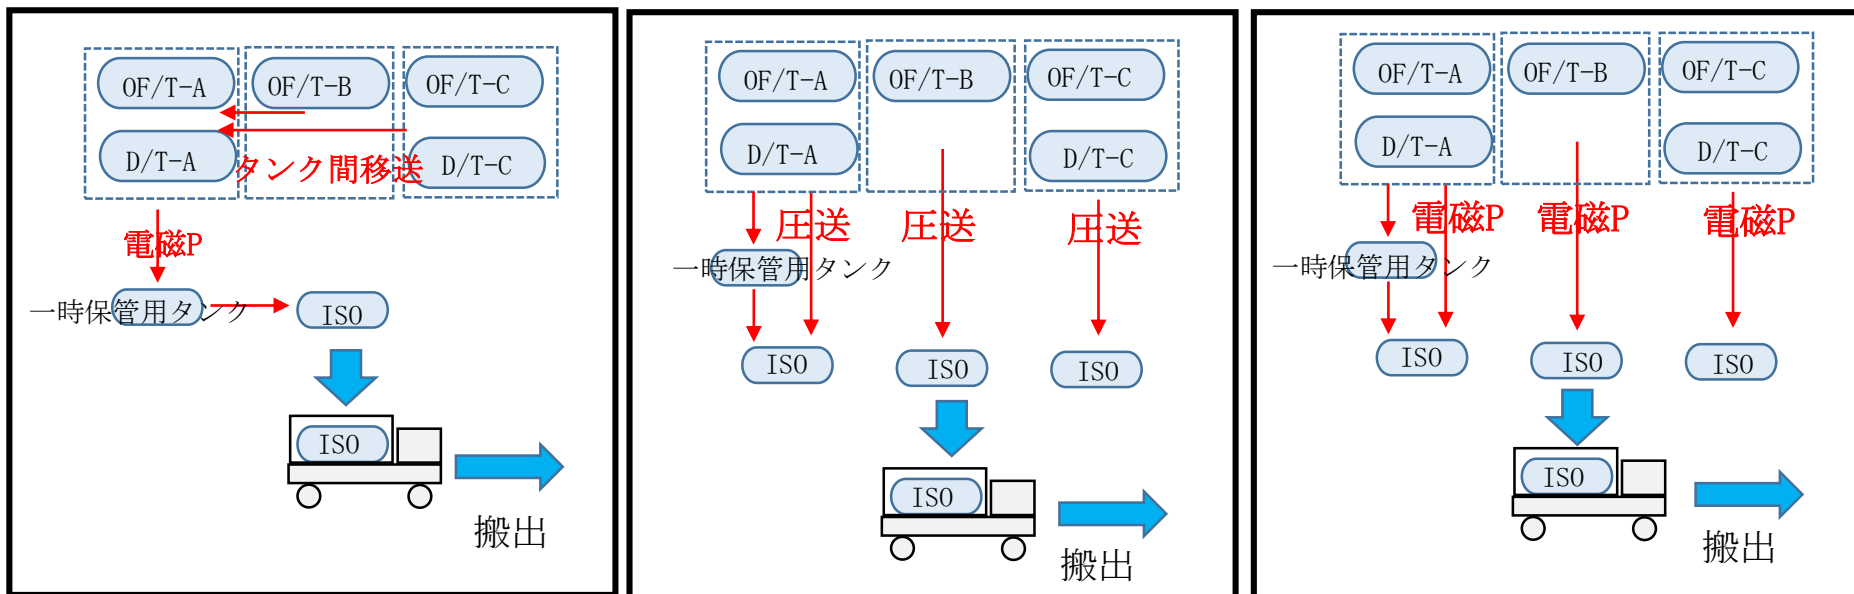 OF/T-A
OF/T-B
OF/T-C
D/T-A
D/T-C
タンク間移送
電磁P
一時保管用タンク
ISO
ISO
搬出
OF/T-A
OF/T-B
OF/T-C
D/T-A
D/T-C
圧送
圧送
圧送
一時保管用タンク
ISO
ISO
ISO
ISO
搬出
OF/T-A
OF/T-B
OF/T-C
D/T-A
D/T-C
電磁P
電磁P
電磁P
一時保管用タンク
ISO
ISO
ISO
ISO
搬出